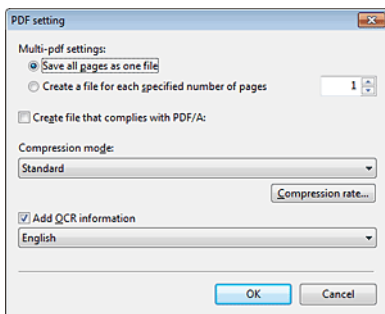 PDF setting
Multi-pdf settings:
Save all pages as one file
Create a file for each specified number of pages
1
Create file that complies with PDF/A:
Compression mode:
Standard
Compression rate...
Add OCR information
English
OK Cancel